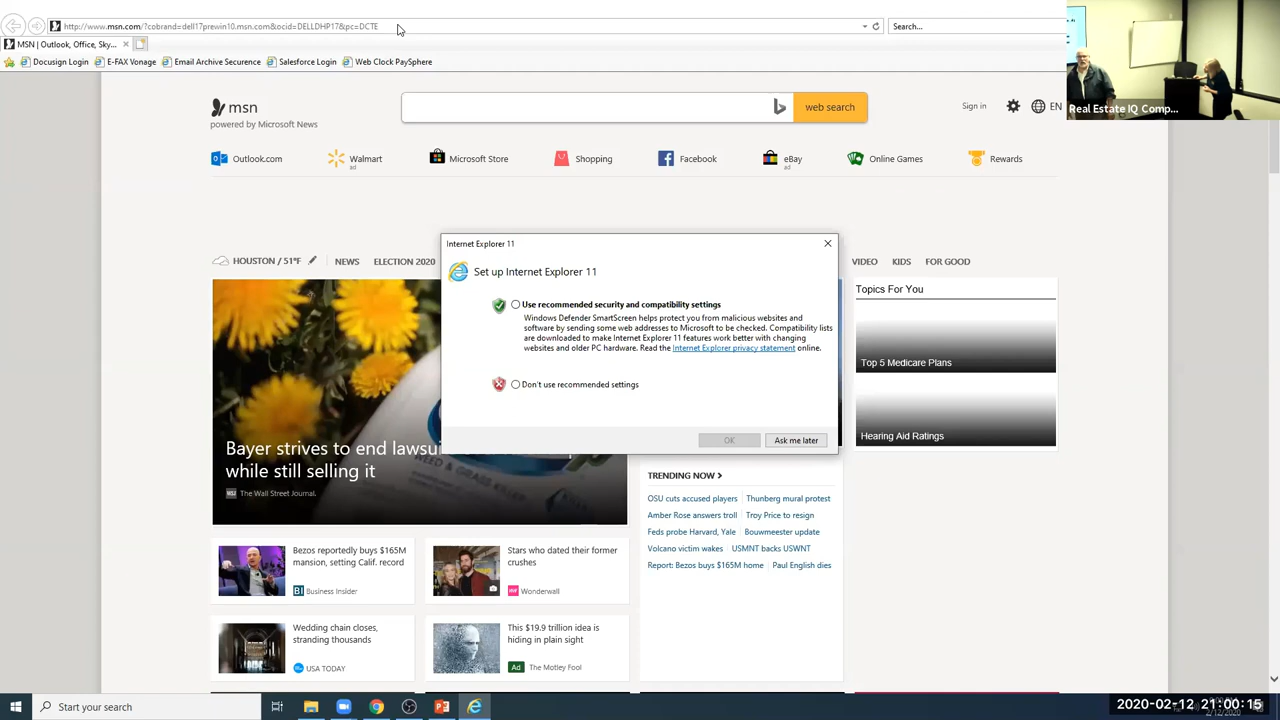 http://www.msn.com/?cobrand=dell17prewin10.msn.com&ocid=DELLDHP17&pc=DCTE
Search...
MSN | Outlook, Office, Sky...
Docusign Login
E-FAX Vonage
Email Archive Securence
Salesforce Login
Web Clock PaySphere
Real Estate IQ Comp...
msn
powered by Microsoft News
web search
Sign in
EN
Outlook.com
Walmart
ad
Microsoft Store
Shopping
Facebook
eBay
ad
Online Games
Rewards
HOUSTON / 51°F
NEWS
ELECTION 2020
VIDEO
KIDS
FOR GOOD
Internet Explorer 11
Set up Internet Explorer 11
Use recommended security and compatibility settings
Windows Defender SmartScreen helps protect you from malicious websites and
software by sending some web addresses to Microsoft to be checked. Compatibility lists
are downloaded to make Internet Explorer 11 features work better with changing
websites and older PC hardware. Read the Internet Explorer privacy statement online.
Don't use recommended settings
OK
Ask me later
Topics For You
Top 5 Medicare Plans
Hearing Aid Ratings
Bayer strives to end
while still selling it
The Wall Street Journal.
TRENDING NOW
OSU cuts accused players
Thunberg mural protest
Amber Rose answers troll
Troy Price to resign
Feds probe Harvard, Yale
Bouwmeester update
Volcano victim wakes
USMNT backs USWNT
Report: Bezos buys $165M home
Paul English dies
Bezos reportedly buys $165M
mansion, setting Calif. record
Business Insider
Stars who dated their former
crushes
Wonderwall
Wedding chain closes,
stranding thousands
USA TODAY
This $19.9 trillion idea is
hiding in plain sight
Ad
The Motley Fool
Start your search
2020-02-12 21:00:15